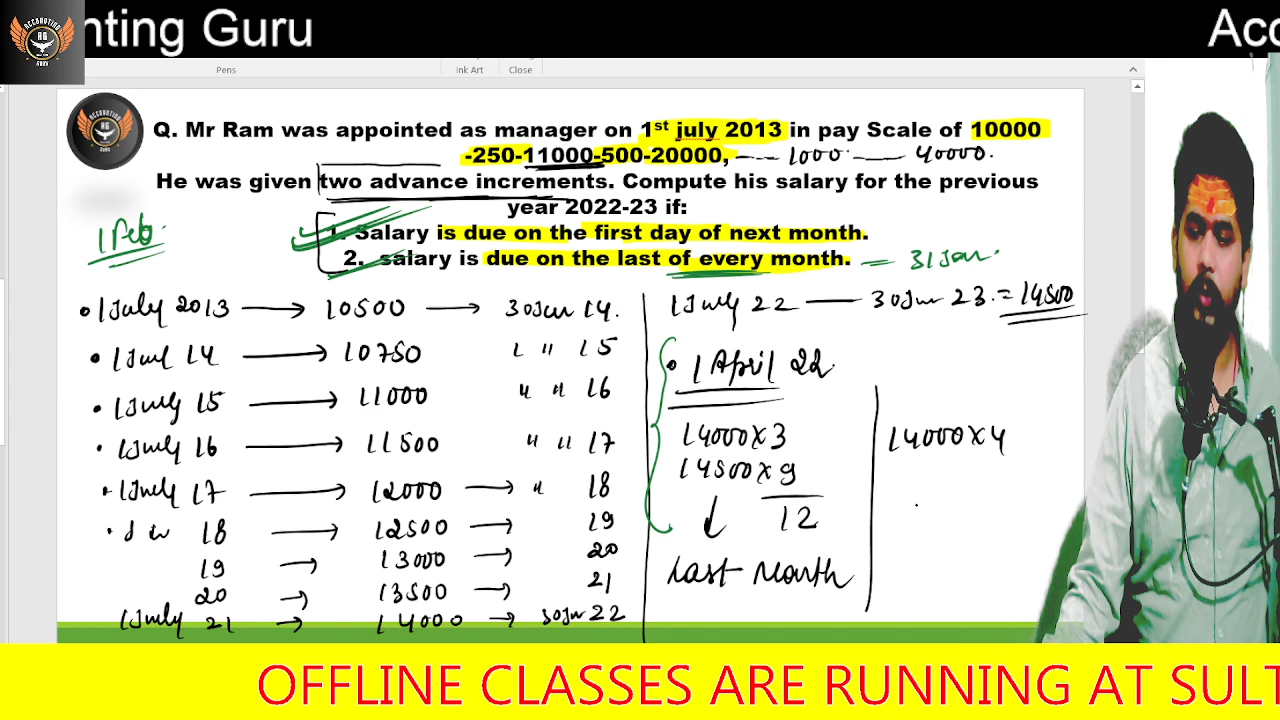 nting Guru
Acc
ACCOUNTING
AG
GURU
Pens
Ink Art
Close
Q. Mr Ram was appointed as manager on 1st july 2013 in pay Scale of 10000
-250-11000-500-20000, --- 1000 — 40000.
He was given two advance increments. Compute his salary for the previous
year 2022-23 if:
1. Salary is due on the first day of next month.
2. salary is due on the last of every month. = 31 Jan
1 Feb
1 July 2013 → 10500 → 30 Jun 14.
1 Jul 14 → 10750 1 " 15
1 July 15 → 11000 " " 16
1 July 16 → 11500 " " 17
1 July 17 → 12000 → " 18
18 → 12500 → 19
19 → 13000 → 20
20 → 13500 → 21
1 July 21 → 14000 → 30 Jun 22
1 July 22 — 30 Jun 23 = 14500
1 April 22
14000x3
14500x9
↓ 12
Last Month
14000x4
OFFLINE CLASSES ARE RUNNING AT SULT